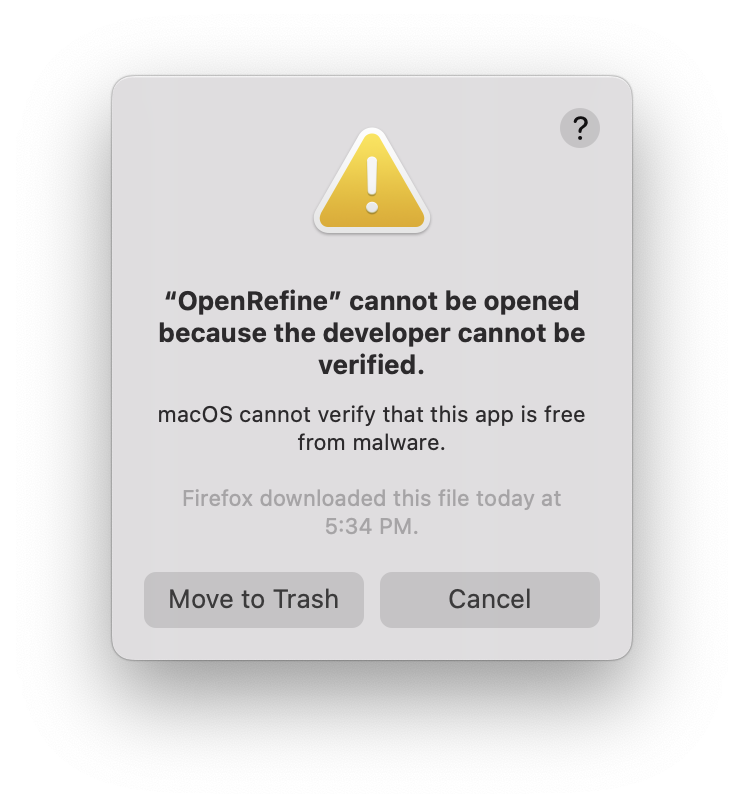 ?
“OpenRefine” cannot be opened
because the developer cannot be
verified.
macOS cannot verify that this app is free
from malware.
Firefox downloaded this file today at
5:34 PM.
Move to Trash
Cancel